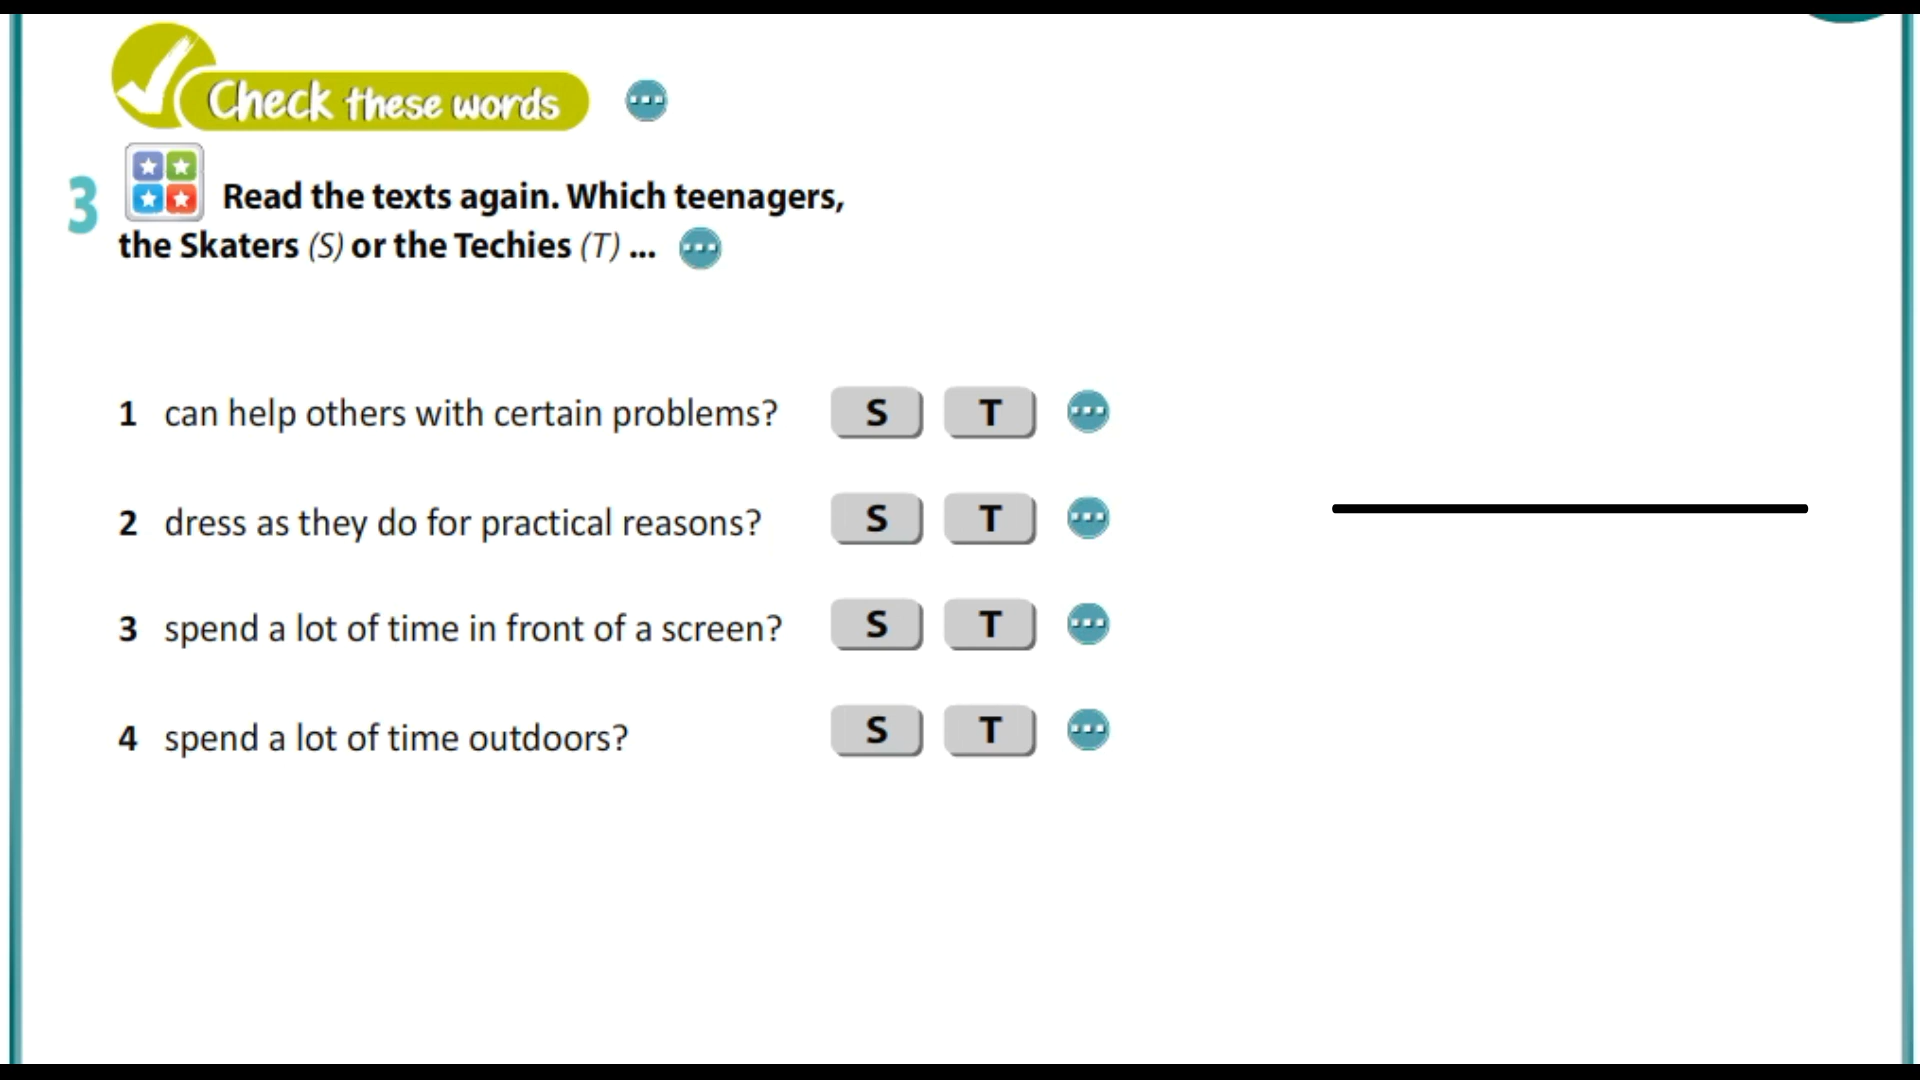 Check these words
3 Read the texts again. Which teenagers,
the Skaters (S) or the Techies (T) ...
1 can help others with certain problems? S T
2 dress as they do for practical reasons? S T
3 spend a lot of time in front of a screen? S T
4 spend a lot of time outdoors? S T